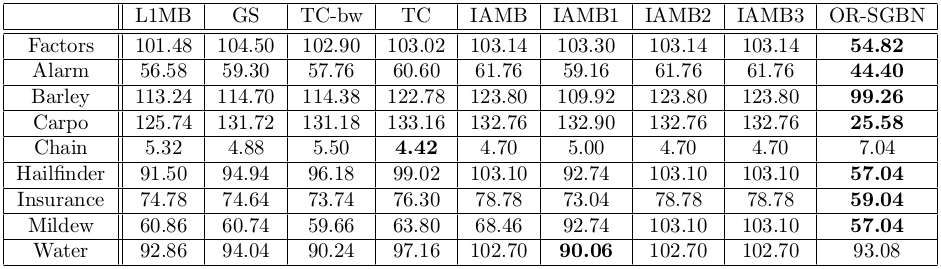 L1MB GS TC-bw TC IAMB IAMB1 IAMB2 IAMB3 OR-SGBN
Factors 101.48 104.50 102.90 103.02 103.14 103.30 103.14 103.14 54.82
Alarm 56.58 59.30 57.76 60.60 61.76 59.16 61.76 61.76 44.40
Barley 113.24 114.70 114.38 122.78 123.80 109.92 123.80 123.80 99.26
Carpo 125.74 131.72 131.18 133.16 132.76 132.90 132.76 132.76 25.58
Chain 5.32 4.88 5.50 4.42 4.70 5.00 4.70 4.70 7.04
Hailfinder 91.50 94.94 96.18 99.02 103.10 92.74 103.10 103.10 57.04
Insurance 74.78 74.64 73.74 76.30 78.78 73.04 78.78 78.78 59.04
Mildew 60.86 60.74 59.66 63.80 68.46 92.74 103.10 103.10 57.04
Water 92.86 94.04 90.24 97.16 102.70 90.06 102.70 102.70 93.08